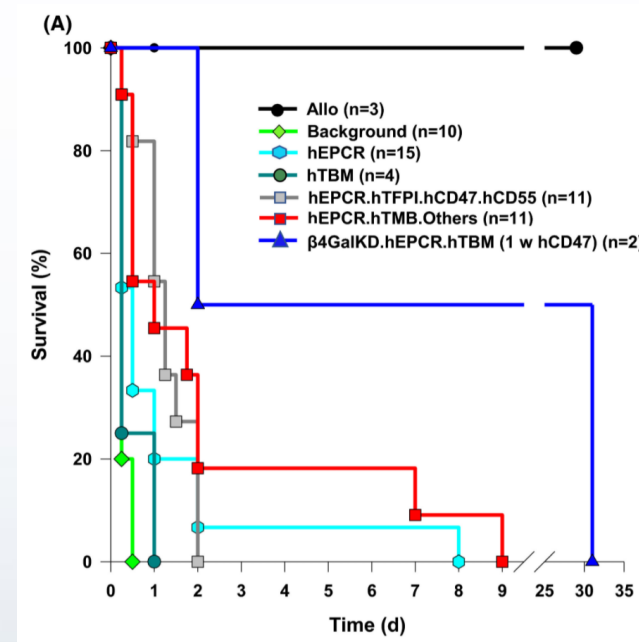 (A)
100
80
60
40
20
0
Survival (%)
Allo (n=3)
Background (n=10)
hEPCR (n=15)
hTBM (n=4)
hEPCR.hTFPI.hCD47.hCD55 (n=11)
hEPCR.hTMB.Others (n=11)
β4GalKD.hEPCR.hTBM (1 w hCD47) (n=2)
0 1 2 3 4 5 6 7 8 9 25 30 35
Time (d)